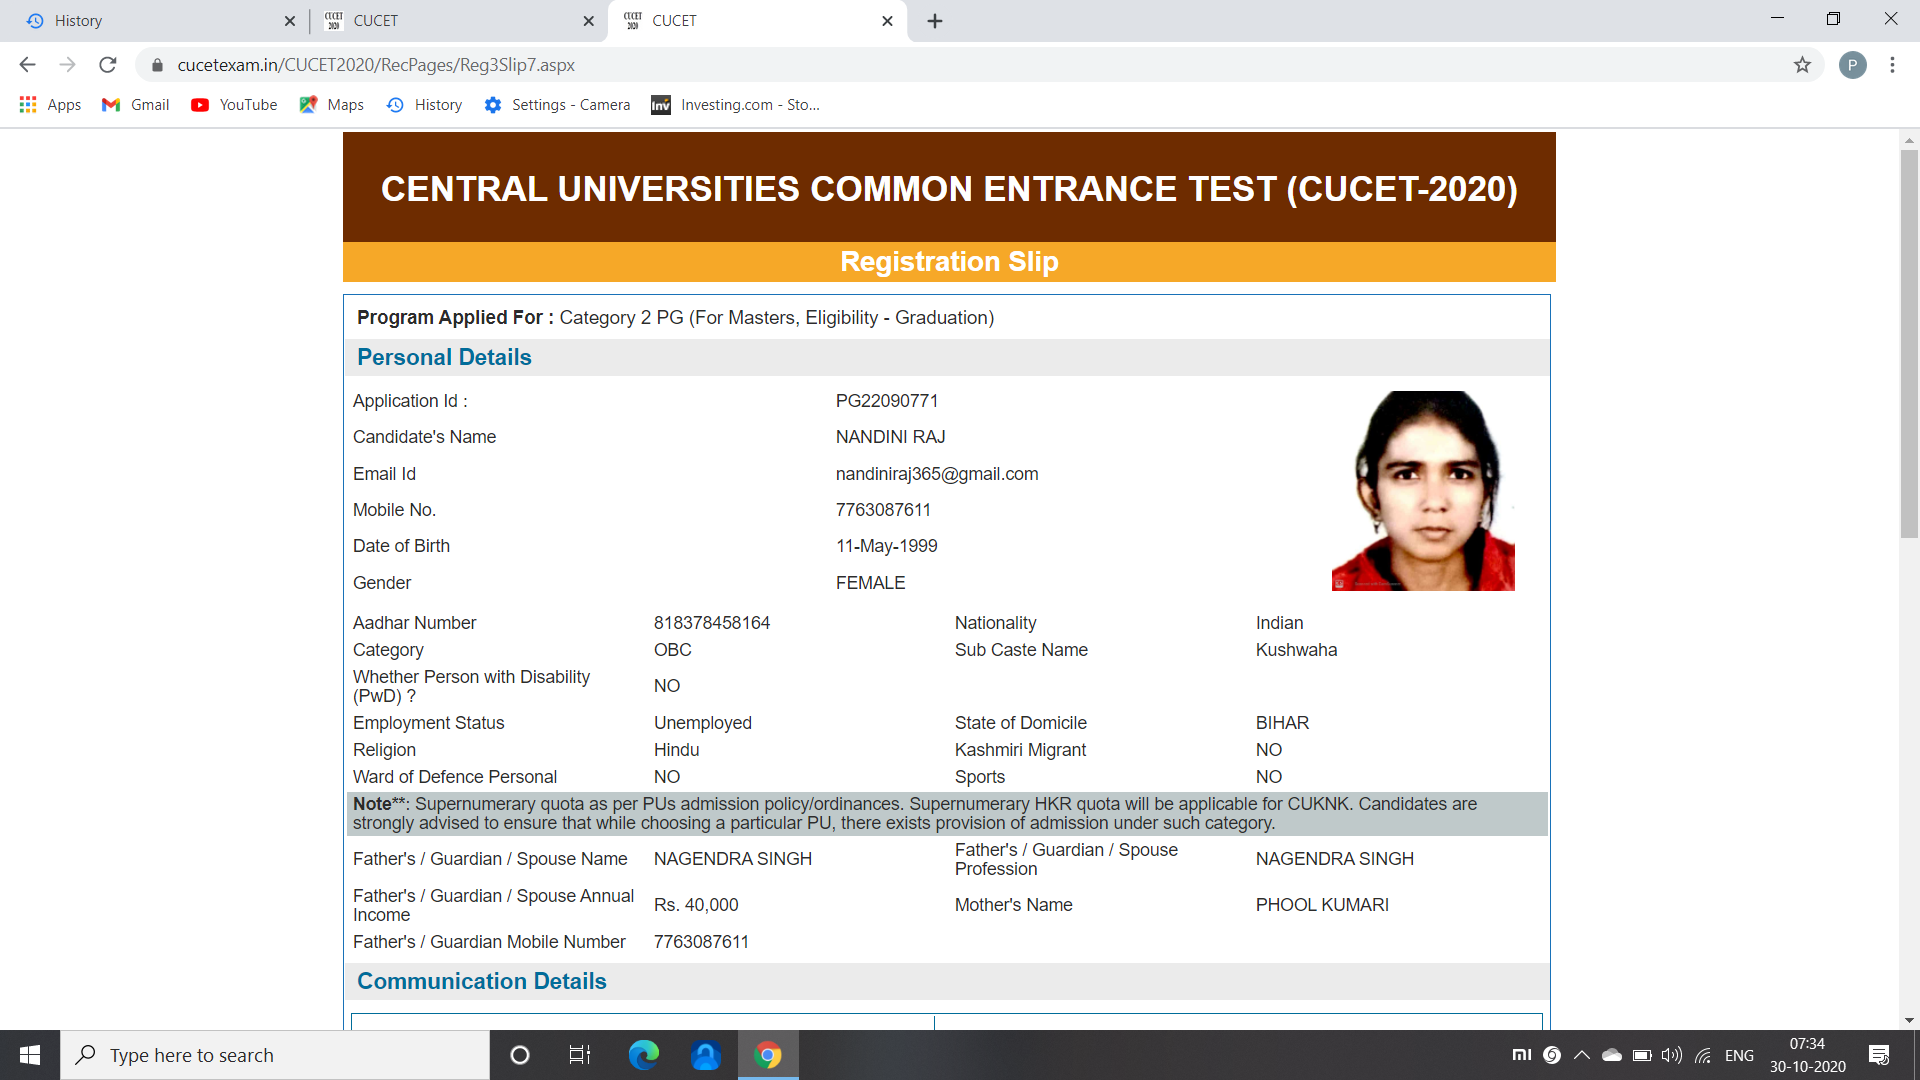 History
CUCET
CUCET
cucetexam.in/CUCET2020/RecPages/Reg3Slip7.aspx
P
Apps
Gmail
YouTube
Maps
History
Settings - Camera
Inv
Investing.com - Sto...
CENTRAL UNIVERSITIES COMMON ENTRANCE TEST (CUCET-2020)
Registration Slip
Program Applied For : Category 2 PG (For Masters, Eligibility - Graduation)
Personal Details
Application Id : PG22090771
Candidate's Name NANDINI RAJ
Email Id nandiniraj365@gmail.com
Mobile No. 7763087611
Date of Birth 11-May-1999
Gender FEMALE
Aadhar Number 818378458164 Nationality Indian
Category OBC Sub Caste Name Kushwaha
Whether Person with Disability
(PwD) ? NO
Employment Status Unemployed State of Domicile BIHAR
Religion Hindu Kashmiri Migrant NO
Ward of Defence Personal NO Sports NO
Note**: Supernumerary quota as per PUs admission policy/ordinances. Supernumerary HKR quota will be applicable for CUKNK. Candidates are
strongly advised to ensure that while choosing a particular PU, there exists provision of admission under such category.
Father's / Guardian / Spouse Name NAGENDRA SINGH Father's / Guardian / Spouse
Profession NAGENDRA SINGH
Father's / Guardian / Spouse Annual
Income Rs. 40,000 Mother's Name PHOOL KUMARI
Father's / Guardian Mobile Number 7763087611
Communication Details
Type here to search
mi
ENG
07:34
30-10-2020